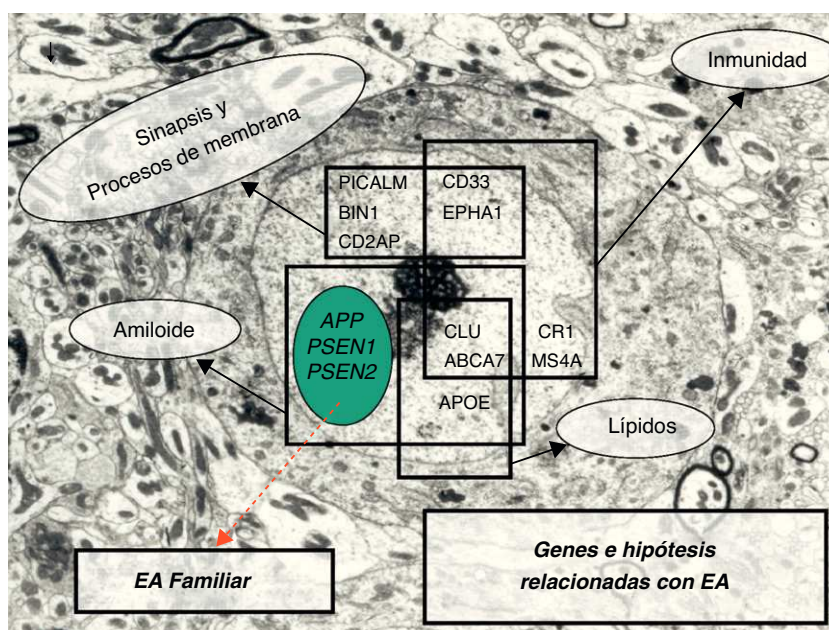 Inmunidad
Sinapsis y
Procesos de membrana
PICALM
BIN1
CD2AP
CD33
EPHA1
Amiloide
APP
PSEN1
PSEN2
CLU
ABCA7
CR1
MS4A
APOE
Lípidos
EA Familiar
Genes e hipótesis
relacionadas con EA